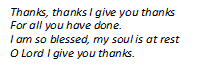 Thanks, thanks I give you thanks
For all you have done.
I am so blessed, my soul is at rest
O Lord I give you thanks.